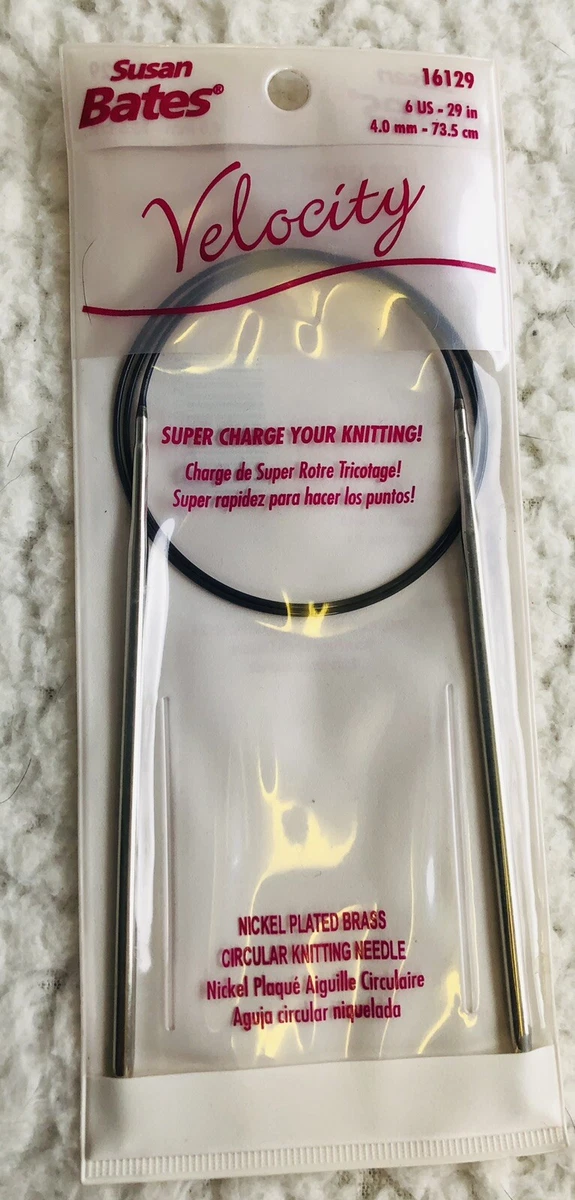 Susan
Bates®
16129
6 US - 29 in
4.0 mm - 73.5 cm
Velocity
SUPER CHARGE YOUR KNITTING!
Charge de Super Rotre Tricotage!
Super rapidez para hacer los puntos!
NICKEL PLATED BRASS
CIRCULAR KNITTING NEEDLE
Nickel Plaqué Aiguille Circulaire
Aguja circular niquelada